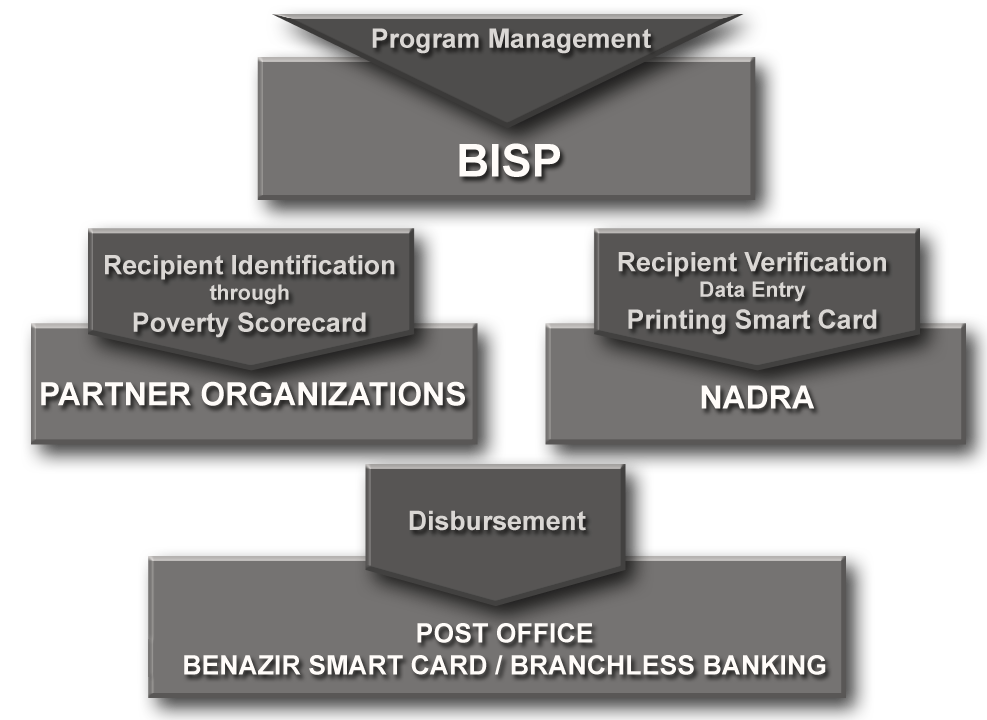 Program Management
BISP
Recipient Identification
through
Poverty Scorecard
PARTNER ORGANIZATIONS
Recipient Verification
Data Entry
Printing Smart Card
NADRA
Disbursement
POST OFFICE
BENAZIR SMART CARD / BRANCHLESS BANKING